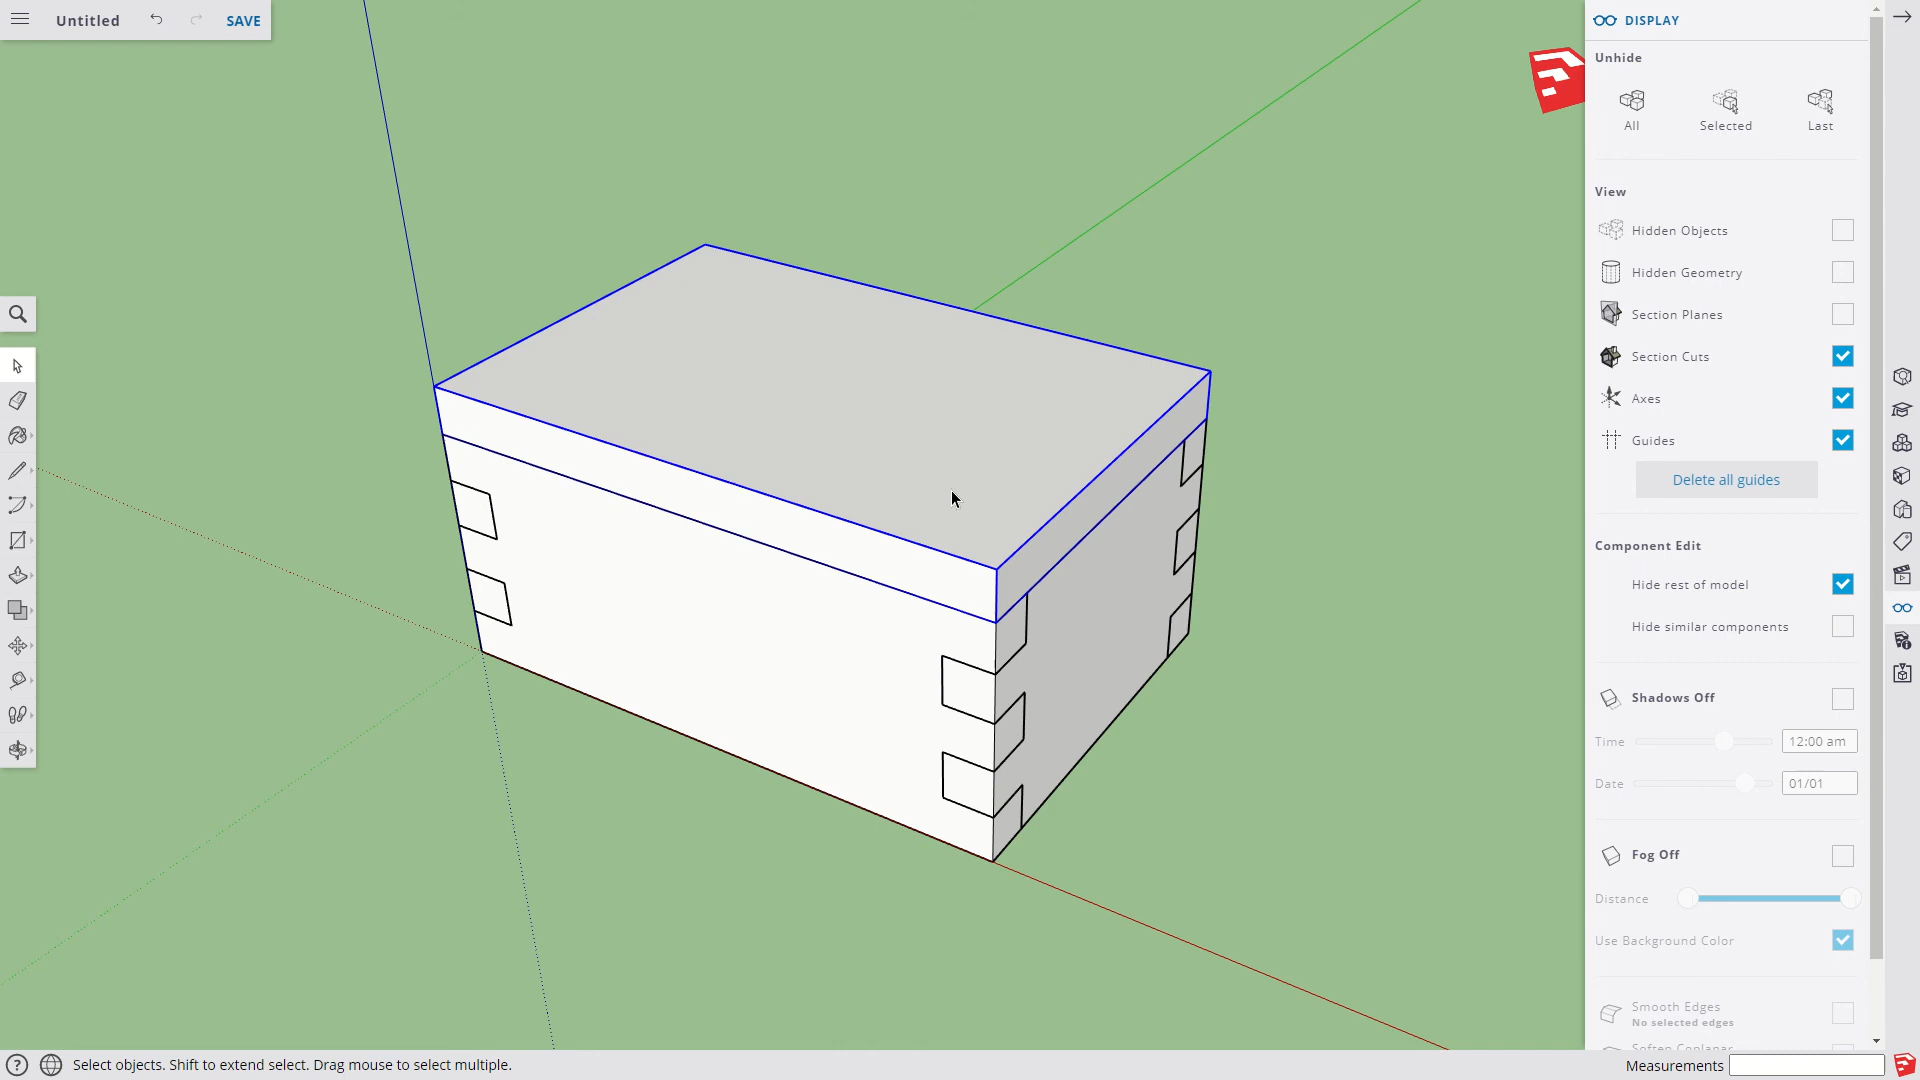 Untitled
SAVE
DISPLAY
Unhide
All
Selected
Last
View
Hidden Objects
Hidden Geometry
Section Planes
Section Cuts
Axes
Guides
Delete all guides
Component Edit
Hide rest of model
Hide similar components
Shadows Off
Time
12:00 am
Date
01/01
Fog Off
Distance
Use Background Color
Smooth Edges
No selected edges
Soften Coplanar
Select objects. Shift to extend select. Drag mouse to select multiple.
Measurements